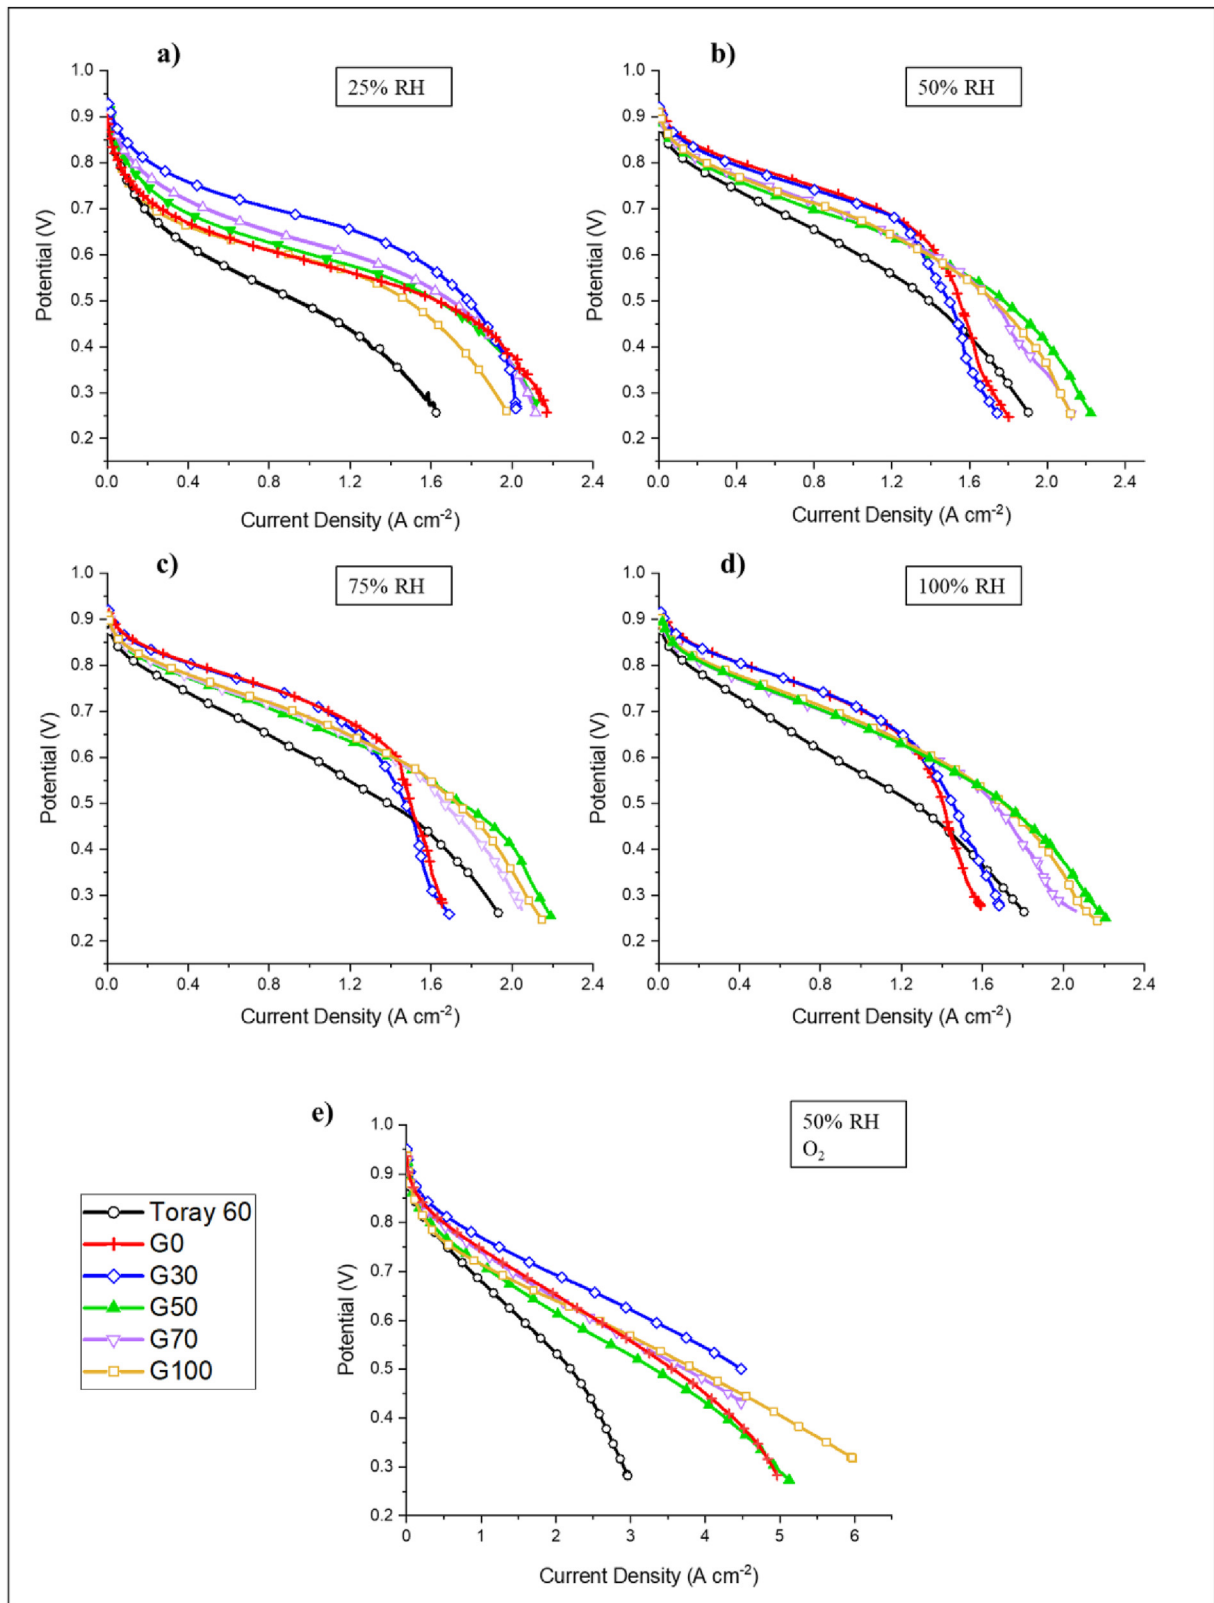 a)
25% RH
1.0
0.9
0.8
0.7
0.6
0.5
0.4
0.3
0.2
Potential (V)
0.0 0.4 0.8 1.2 1.6 2.0 2.4
Current Density (A cm⁻²)
b)
50% RH
1.0
0.9
0.8
0.7
0.6
0.5
0.4
0.3
0.2
Potential (V)
0.0 0.4 0.8 1.2 1.6 2.0 2.4
Current Density (A cm⁻²)
c)
75% RH
1.0
0.9
0.8
0.7
0.6
0.5
0.4
0.3
0.2
Potential (V)
0.0 0.4 0.8 1.2 1.6 2.0 2.4
Current Density (A cm⁻²)
d)
100% RH
1.0
0.9
0.8
0.7
0.6
0.5
0.4
0.3
0.2
Potential (V)
0.0 0.4 0.8 1.2 1.6 2.0 2.4
Current Density (A cm⁻²)
e)
50% RH
O₂
1.0
0.9
0.8
0.7
0.6
0.5
0.4
0.3
0.2
Potential (V)
0 1 2 3 4 5 6
Current Density (A cm⁻²)
Toray 60
G0
G30
G50
G70
G100